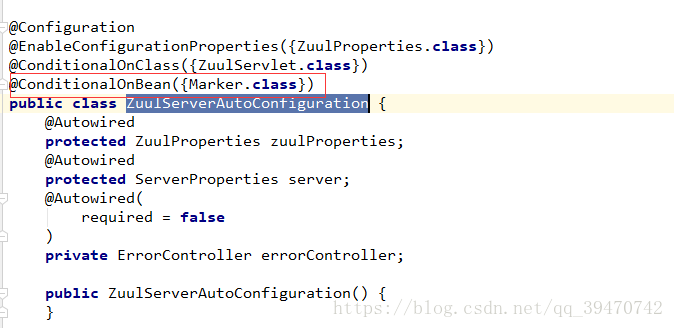 @Configuration
@EnableConfigurationProperties({ZuulProperties.class})
@ConditionalOnClass({ZuulServlet.class})
@ConditionalOnBean({Marker.class})
public class ZuulServerAutoConfiguration {
    @Autowired
    protected ZuulProperties zuulProperties;
    @Autowired
    protected ServerProperties server;
    @Autowired(
        required = false
    )
    private ErrorController errorController;
    public ZuulServerAutoConfiguration() {
    }
https://blog.csdn.net/qq_39470742